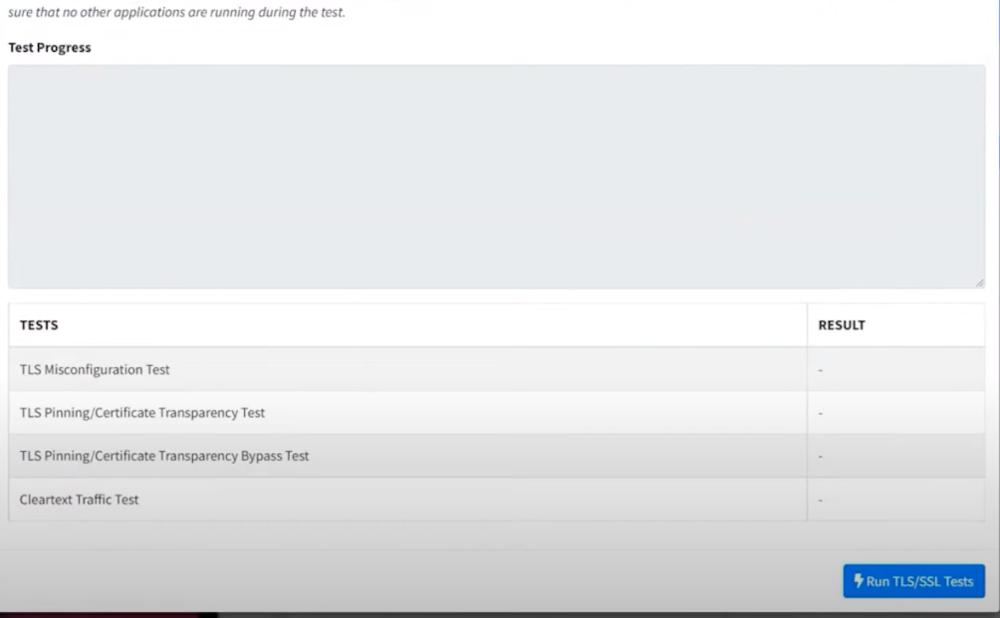 sure that no other applications are running during the test.
Test Progress
TESTS RESULT
TLS Misconfiguration Test -
TLS Pinning/Certificate Transparency Test -
TLS Pinning/Certificate Transparency Bypass Test -
Cleartext Traffic Test -
Run TLS/SSL Tests